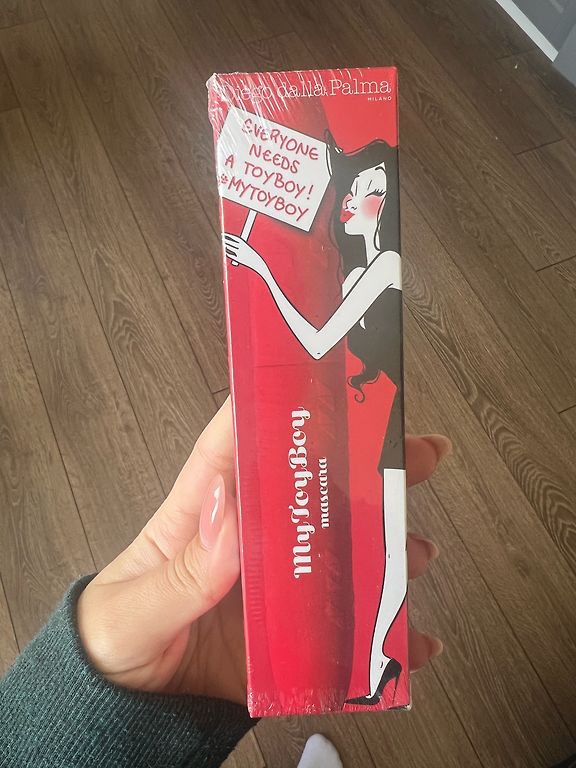 Diego dalla Palma
MILANO
EVERYONE
NEEDS
A TOYBOY!
#MYTOYBOY
MyToyBoy
mascara